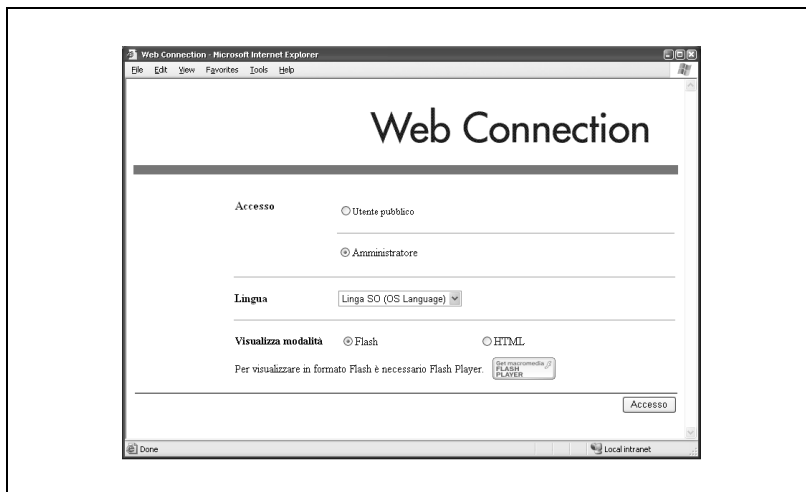 Web Connection - Microsoft Internet Explorer
File Edit View Favorites Tools Help
Web Connection
Accesso
Utente pubblico
Amministratore
Lingua
Linga SO (OS Language)
Visualizza modalità
Flash
HTML
Per visualizzare in formato Flash è necessario Flash Player.
Get macromedia
FLASH
PLAYER
Accesso
Done
Local intranet